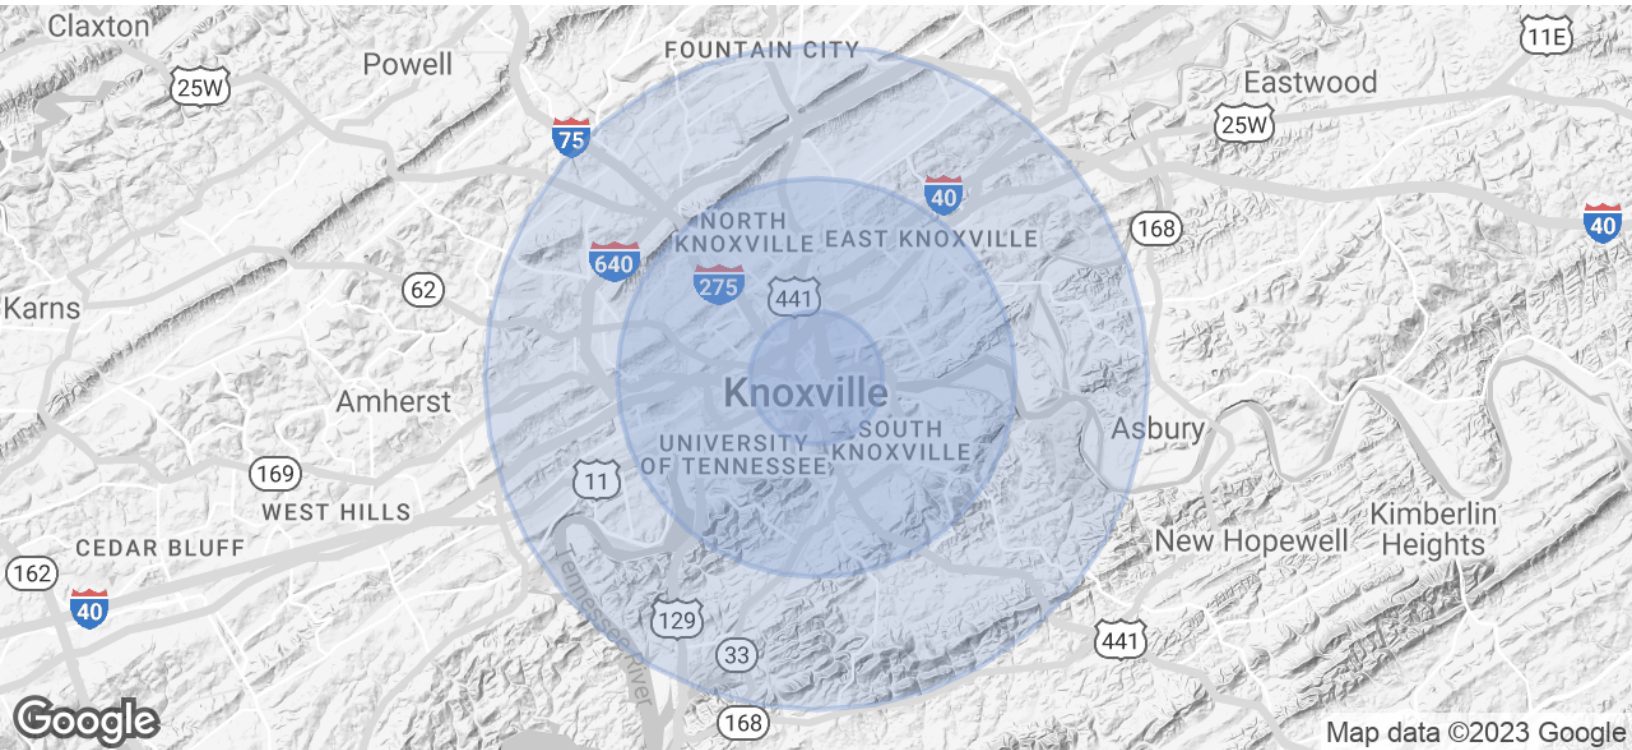 Claxton
11E
FOUNTAIN CITY
Powell
25W
Eastwood
25W
75
40
NORTH
KNOXVILLE
EAST KNOXVILLE
168
40
640
275
441
62
Karns
Knoxville
Amherst
Asbury
UNIVERSITY
OF TENNESSEE
SOUTH
KNOXVILLE
169
11
WEST HILLS
Kimberlin
Heights
New Hopewell
CEDAR BLUFF
162
40
Tennessee River
129
441
33
168
Google
Map data ©2023 Google